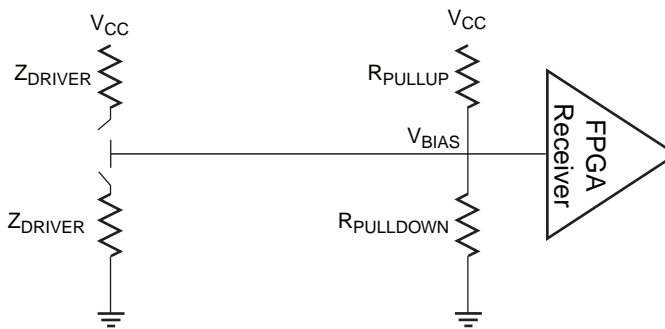 VCC
ZDRIVER
ZDRIVER
VCC
RPULLUP
VBIAS
RPULLDOWN
FPGA
Receiver